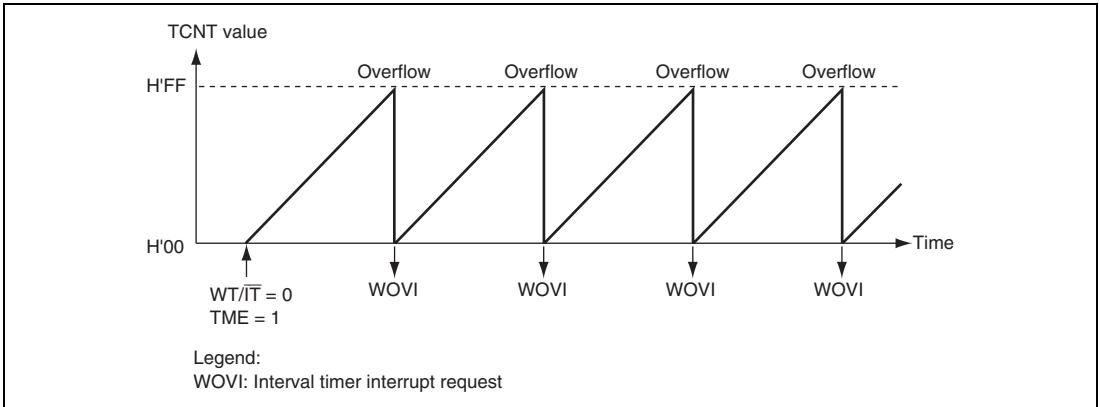 TCNT value
Overflow Overflow Overflow Overflow
H'FF
H'00
Time
WOVI WOVI WOVI WOVI
WT/I̅T̅ = 0
TME = 1
Legend:
WOVI: Interval timer interrupt request